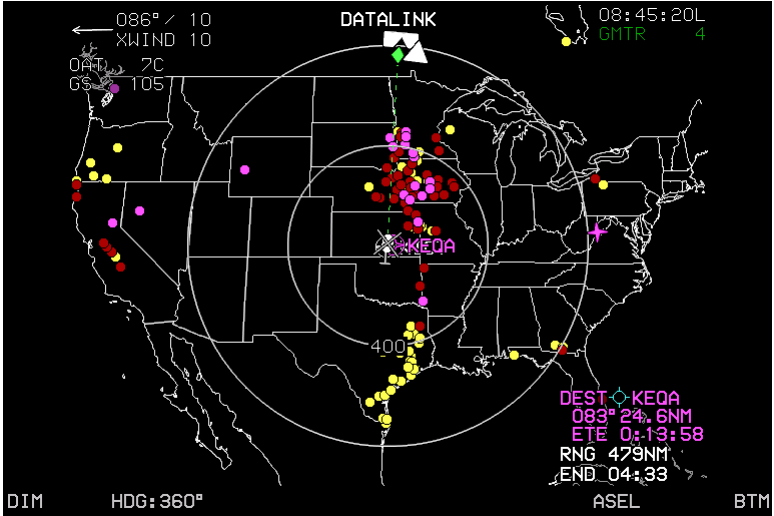 DATALINK
086°/ 10
XWIND 10
OAT 7C
GS 105
08:45:20L
GMTR 4
KEQA
400
DEST KEQA
083°24.6NM
ETE 0:13:58
RNG 479NM
END 04:33
DIM HDG:360° ASEL BTM